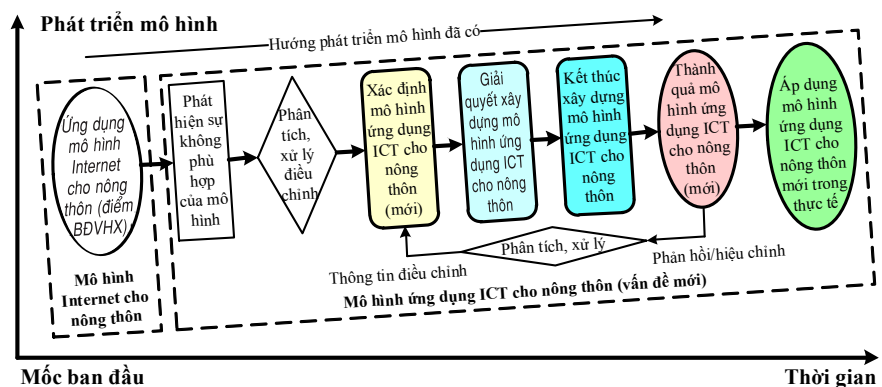 Phát triển mô hình
Hướng phát triển mô hình đã có
Ứng dụng
mô hình
Internet
cho nông
thôn (điểm
BĐVHX)
Mô hình
Internet cho
nông thôn
Phát
hiện sự
không
phù
hợp
của mô
hình
Phân
tích,
xử lý
điều
chỉnh
Xác định
mô hình
ứng dụng
ICT cho
nông
thôn
(mới)
Giải
quyết xây
dựng mô
hình ứng
dụng ICT
cho nông
thôn
Kết thúc
xây dựng
mô hình
ứng dụng
ICT cho
nông
thôn
Thành
quả mô
hình ứng
dụng ICT
cho nông
thôn
(mới)
Áp dụng
mô hình
ứng dụng
ICT cho
nông thôn
mới trong
thực tế
Phân tích, xử lý
Thông tin điều chỉnh
Phản hồi/hiệu chỉnh
Mô hình ứng dụng ICT cho nông thôn (vấn đề mới)
Mốc ban đầu
Thời gian